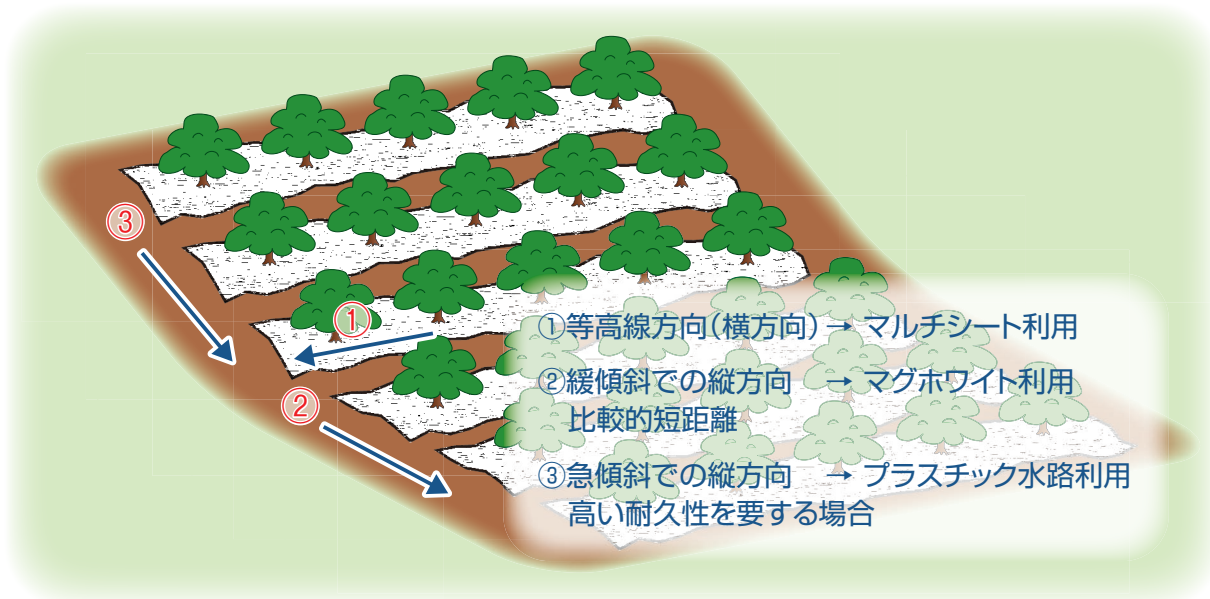 ③
①
②
①等高線方向（横方向）→ マルチシート利用
②緩傾斜での縦方向 → マグホワイト利用
比較的短距離
③急傾斜での縦方向 → プラスチック水路利用
高い耐久性を要する場合